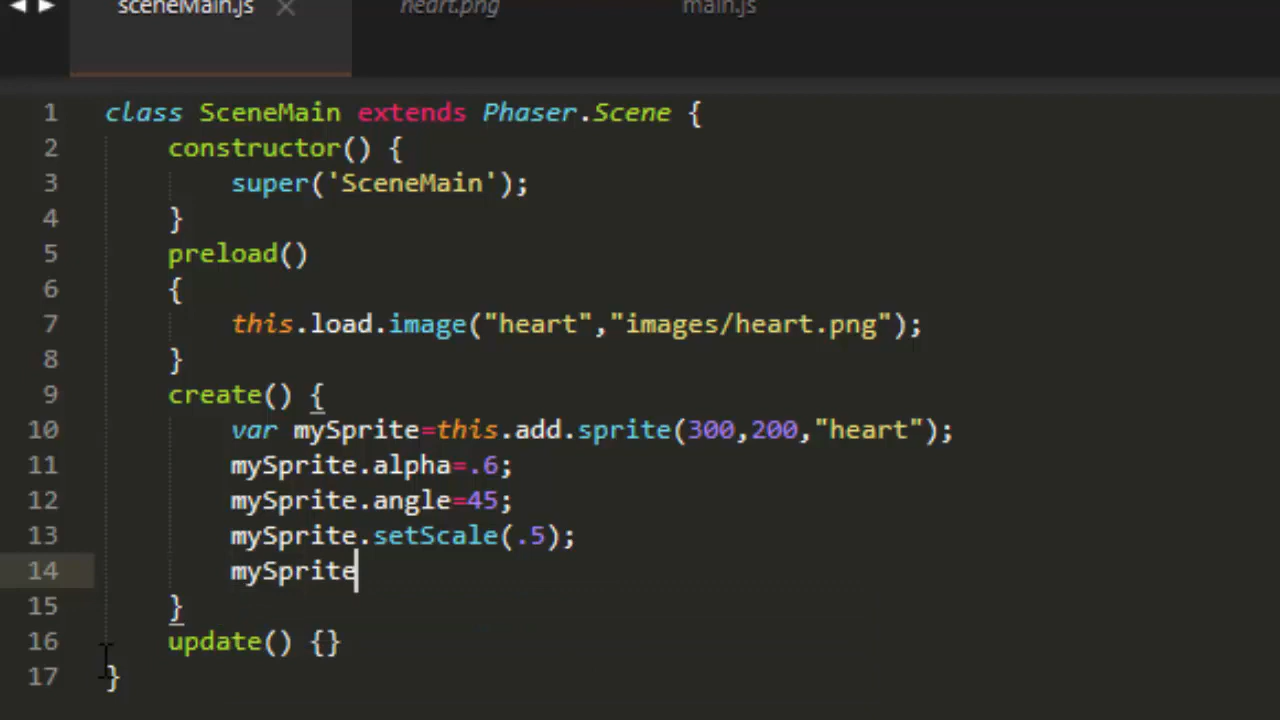 sceneMain.js heart.png main.js
1 class SceneMain extends Phaser.Scene {
2 constructor() {
3 super('SceneMain');
4 }
5 preload()
6 {
7 this.load.image("heart","images/heart.png");
8 }
9 create() {
10 var mySprite=this.add.sprite(300,200,"heart");
11 mySprite.alpha=.6;
12 mySprite.angle=45;
13 mySprite.setScale(.5);
14 mySprite
15 }
16 update() {}
17 }